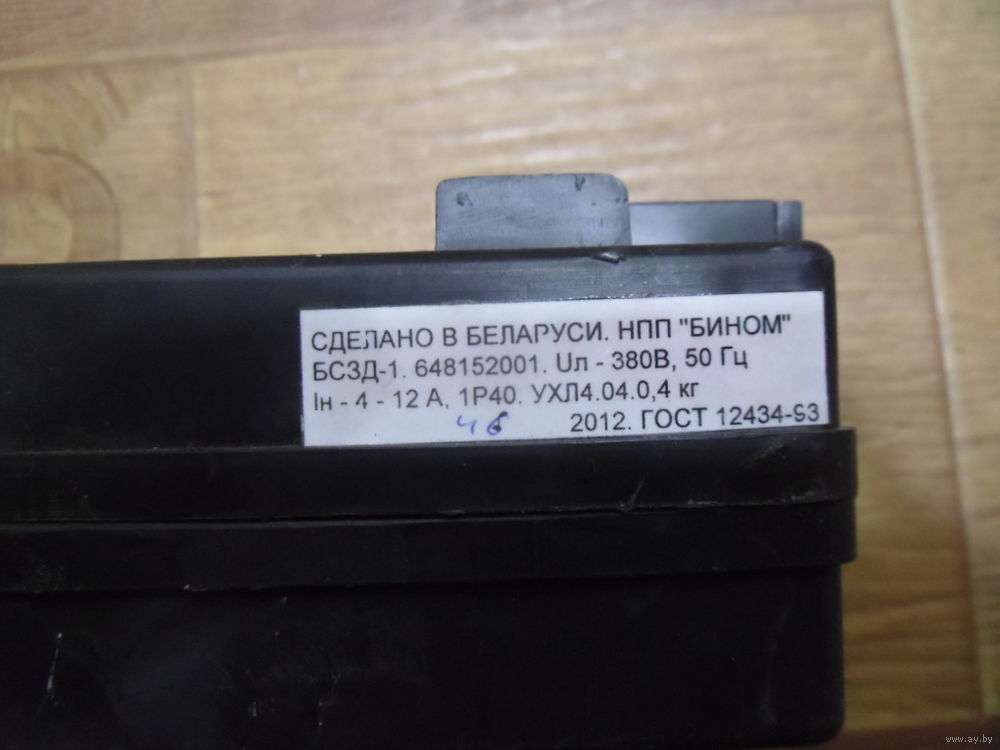 СДЕЛАНО В БЕЛАРУСИ. НПП "БИНОМ"
БСЗД-1. 648152001. Uл - 380В, 50 Гц
Iн - 4 - 12 А, 1Р40. УХЛ4.04.0,4 кг
46 2012. ГОСТ 12434-93
www.ay.by